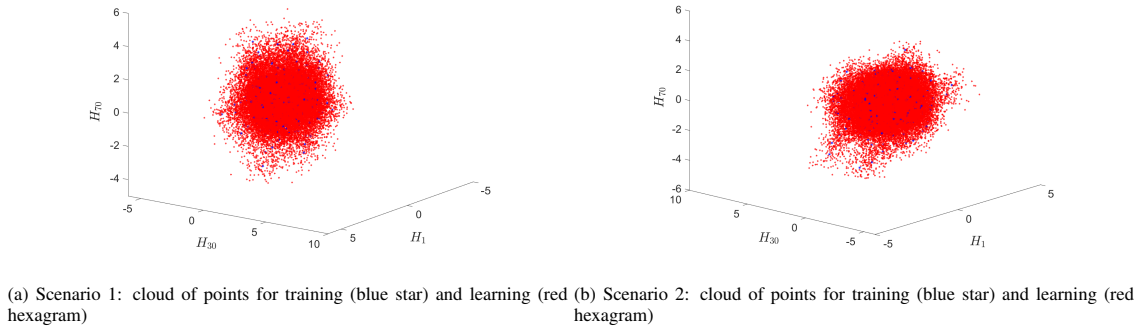 6
4
2
0
-2
-4
H70
-5
0
5
10
H30
5
0
-5
H1
6
4
2
0
-2
-4
-6
H70
10
5
0
-5
H30
-5
0
5
H1
(a) Scenario 1: cloud of points for training (blue star) and learning (red
hexagram)
(b) Scenario 2: cloud of points for training (blue star) and learning (red
hexagram)